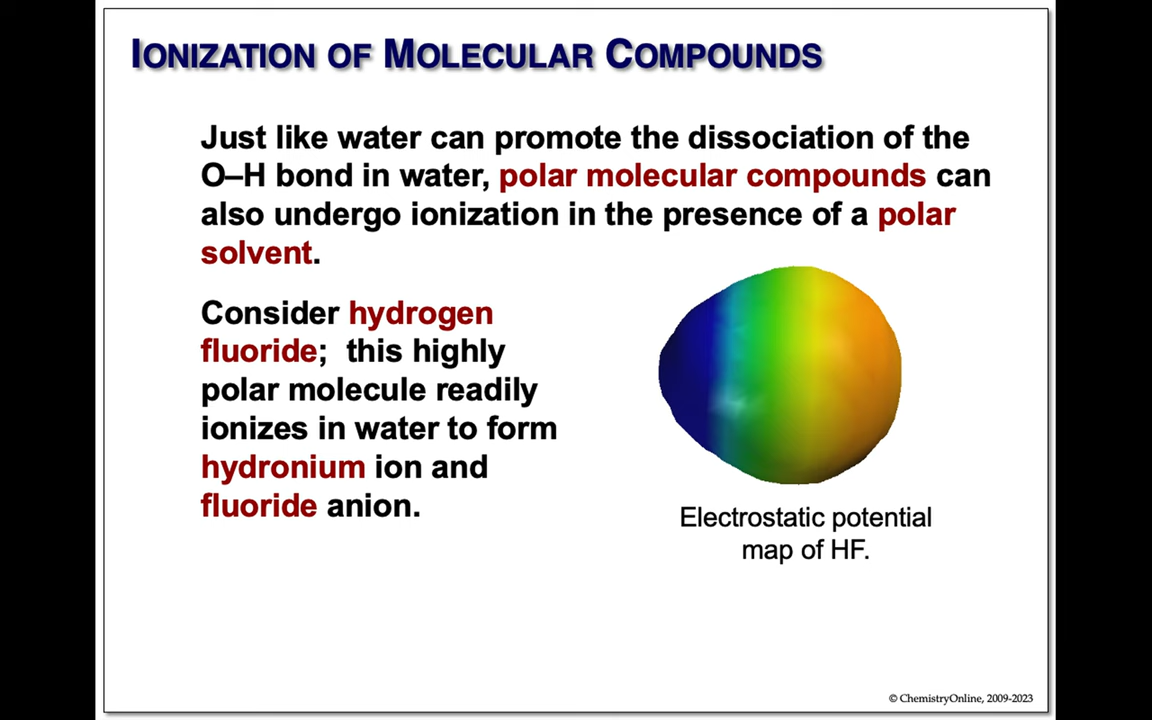 IONIZATION OF MOLECULAR COMPOUNDS
Just like water can promote the dissociation of the
O–H bond in water, polar molecular compounds can
also undergo ionization in the presence of a polar
solvent.
Consider hydrogen
fluoride; this highly
polar molecule readily
ionizes in water to form
hydronium ion and
fluoride anion.
Electrostatic potential
map of HF.
© ChemistryOnline, 2009-2023